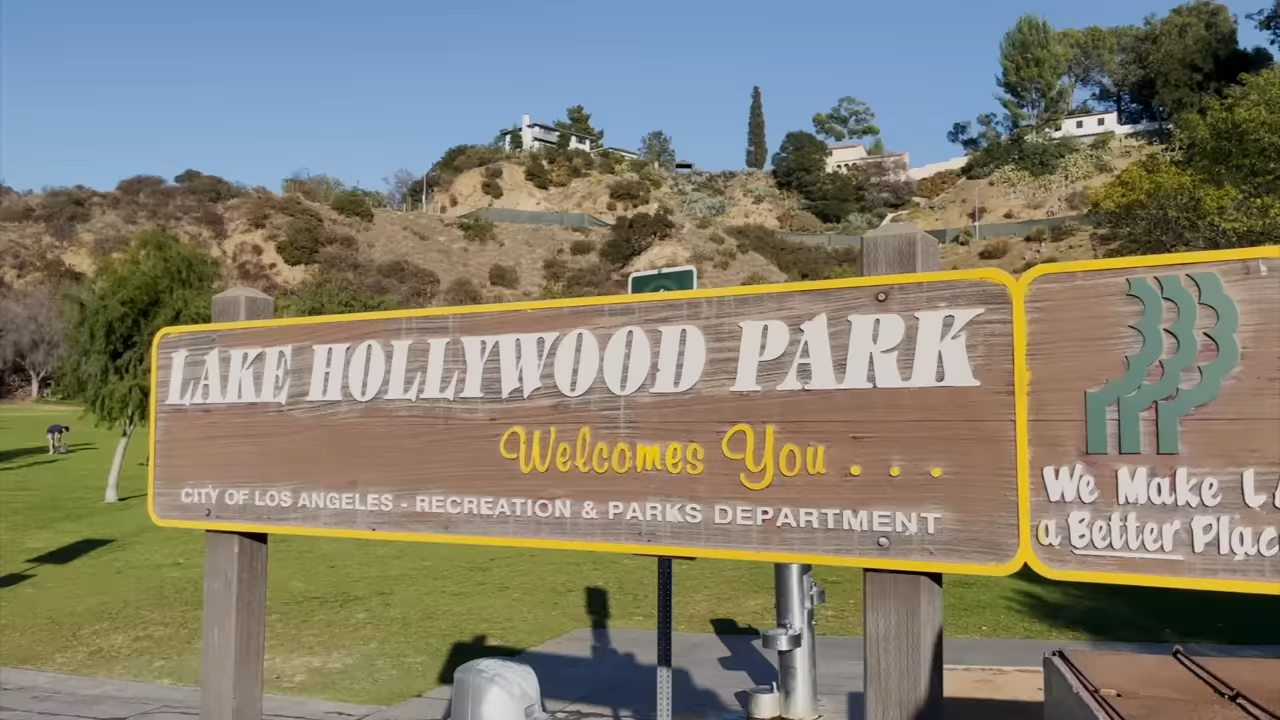 LAKE HOLLYWOOD PARK
Welcomes You . . . .
CITY OF LOS ANGELES - RECREATION & PARKS DEPARTMENT
We Make
a Better